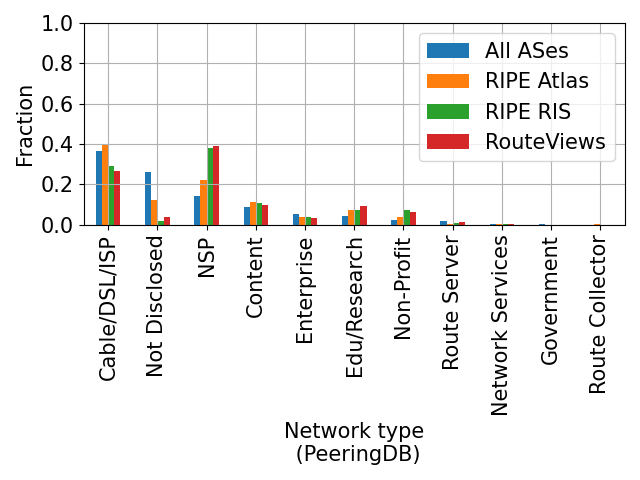 1.0
0.8
0.6
0.4
0.2
0.0
Fraction
All ASes
RIPE Atlas
RIPE RIS
RouteViews
Cable/DSL/ISP
Not Disclosed
NSP
Content
Enterprise
Edu/Research
Non-Profit
Route Server
Network Services
Government
Route Collector
Network type
(PeeringDB)